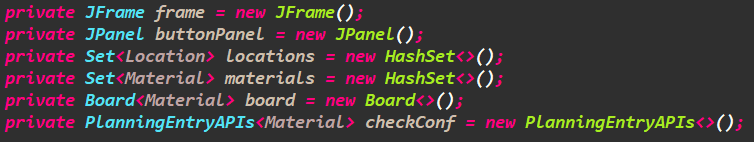 private JFrame frame = new JFrame();
private JPanel buttonPanel = new JPanel();
private Set<Location> locations = new HashSet<>();
private Set<Material> materials = new HashSet<>();
private Board<Material> board = new Board<>();
private PlanningEntryAPIs<Material> checkConf = new PlanningEntryAPIs<>();